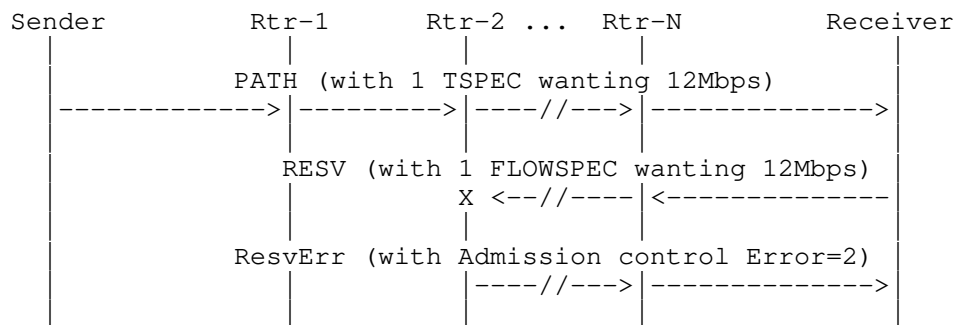 Sender Rtr-1 Rtr-2 ... Rtr-N Receiver
PATH (with 1 TSPEC wanting 12Mbps)
RESV (with 1 FLOWSPEC wanting 12Mbps)
X
ResvErr (with Admission control Error=2)